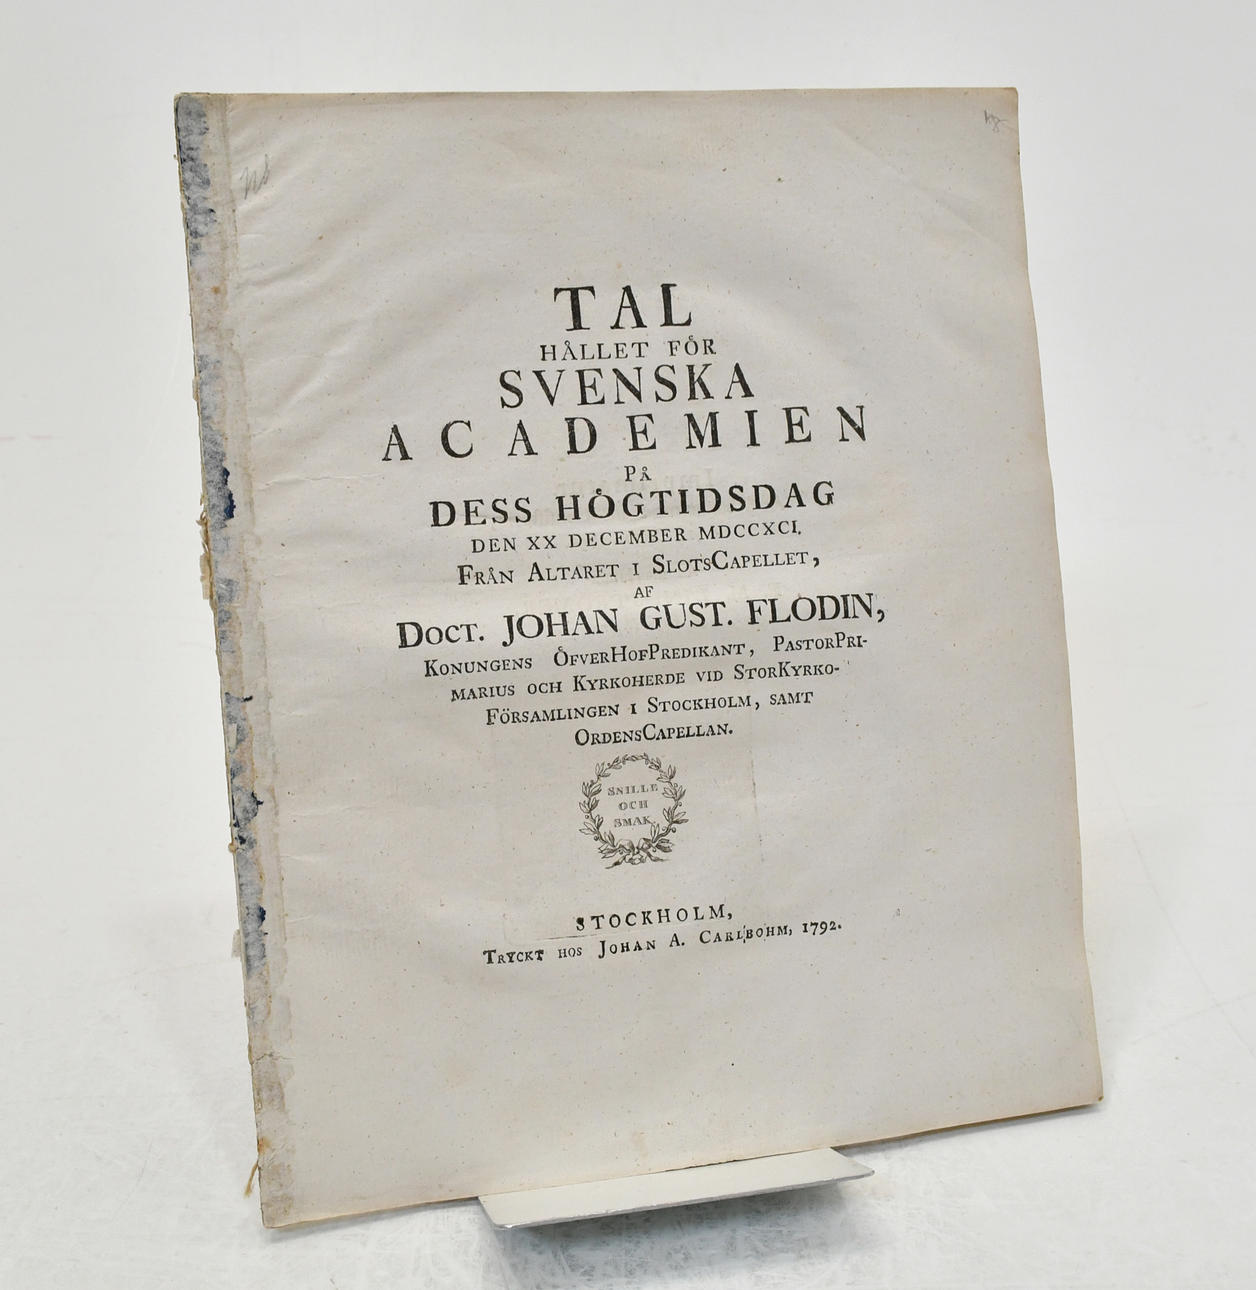 TAL
HÅLLET FÖR
SVENSKA
ACADEMIEN
PÅ
DESS HÖGTIDSDAG
DEN XX DECEMBER MDCCXCI.
FRÅN ALTARET I SLOTSCAPELLET,
AF
DOCT. JOHAN GUST. FLODIN,
KONUNGENS ÖFVERHOFPREDIKANT, PASTORPRI-
MARIUS OCH KYRKOHERDE VID STORKYRKO-
FÖRSAMLINGEN I STOCKHOLM, SAMT
ORDENSCAPELLAN.
SNILLE
OCH
SMAK.
STOCKHOLM,
TRYCKT HOS JOHAN A. CARLBOHM, 1792.